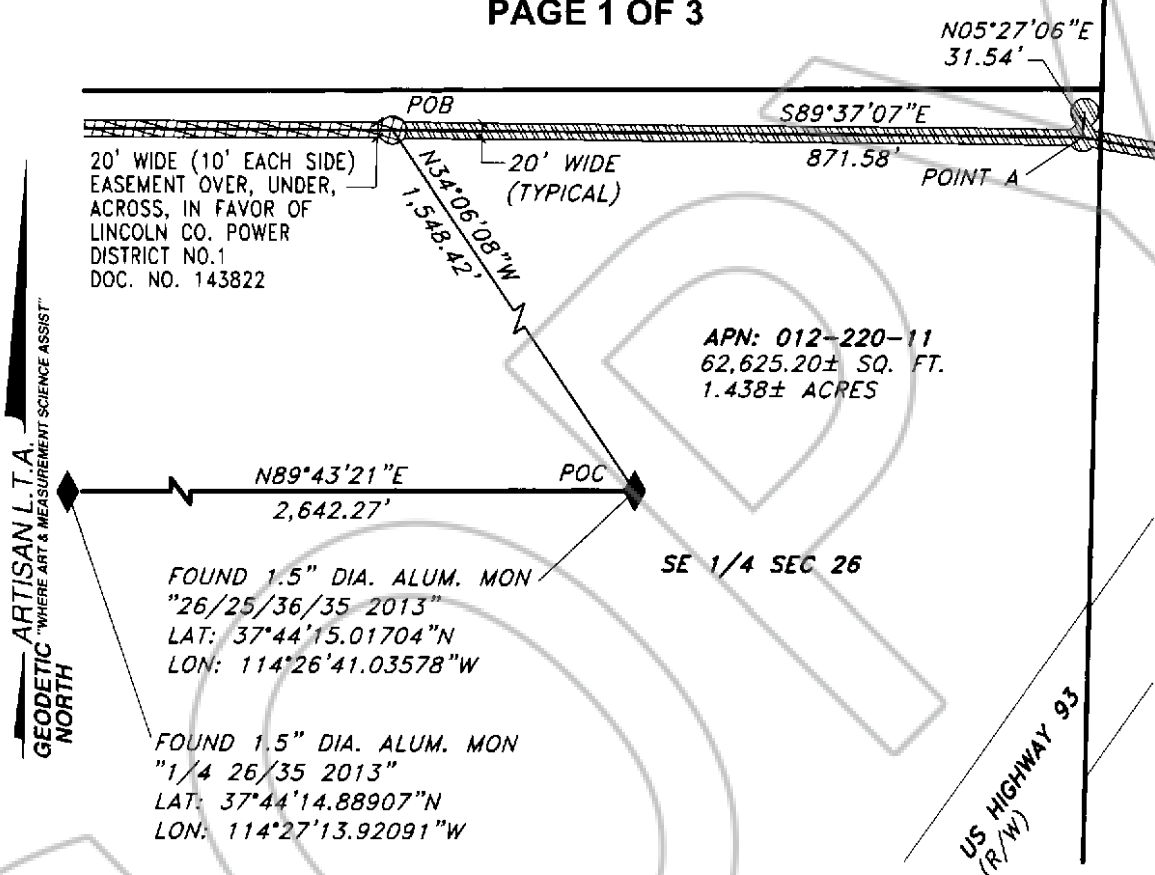 PAGE 1 OF 3
N05°27'06"E
31.54'
POB
S89°37'07"E
871.58'
POINT A
20' WIDE (10' EACH SIDE)
EASEMENT OVER, UNDER,
ACROSS, IN FAVOR OF
LINCOLN CO. POWER
DISTRICT NO.1
DOC. NO. 143822
20' WIDE
(TYPICAL)
N34°06'08"W
1,548.42'
APN: 012-220-11
62,625.20± SQ. FT.
1.438± ACRES
N89°43'21"E
2,642.27'
POC
SE 1/4 SEC 26
FOUND 1.5" DIA. ALUM. MON
"26/25/36/35 2013"
LAT: 37°44'15.01704"N
LON: 114°26'41.03578"W
FOUND 1.5" DIA. ALUM. MON
"1/4 26/35 2013"
LAT: 37°44'14.88907"N
LON: 114°27'13.92091"W
ARTISAN L.T.A.
"WHERE ART & MEASUREMENT SCIENCE ASSIST"
GEODETIC
NORTH
US HIGHWAY 93
(R/W)